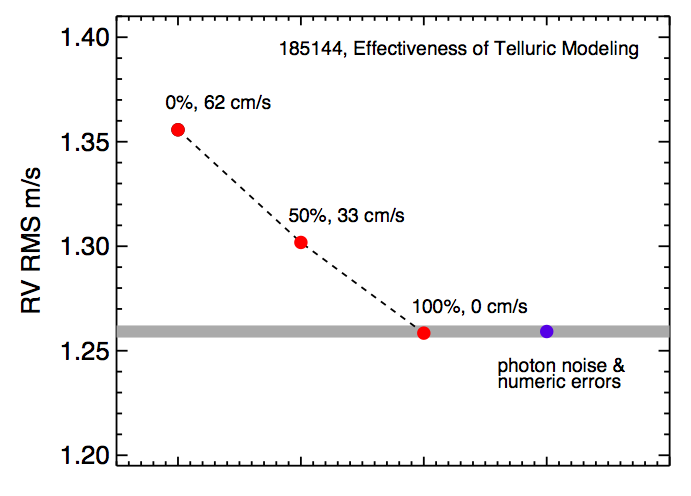 1.40
185144, Effectiveness of Telluric Modeling
0%, 62 cm/s
1.35
50%, 33 cm/s
1.30
RV RMS m/s
100%, 0 cm/s
1.25
photon noise &
numeric errors
1.20